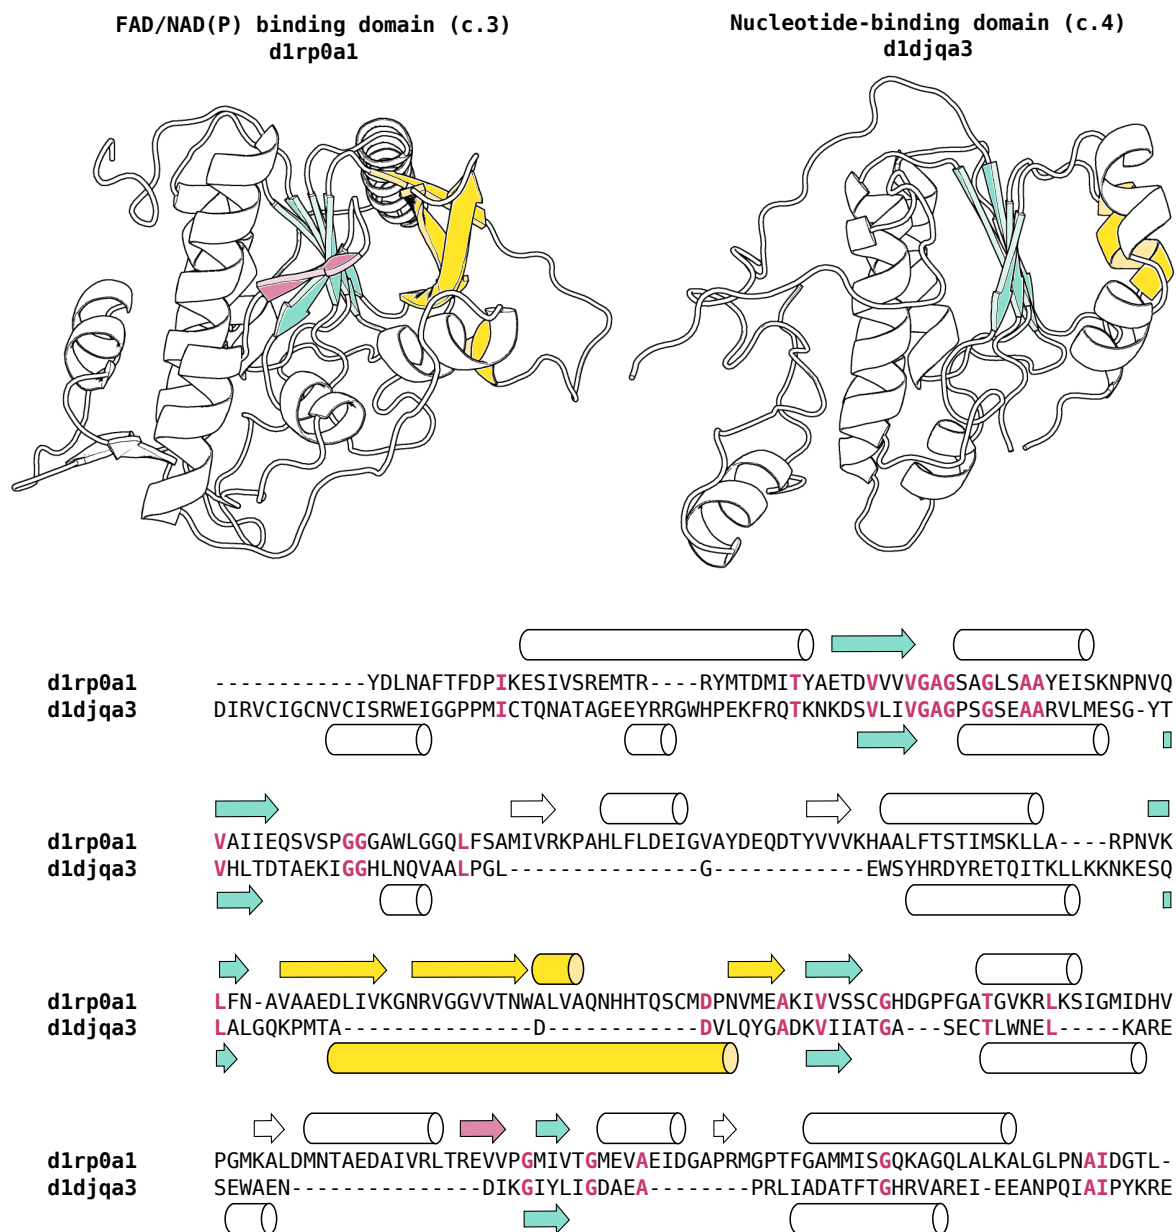 FAD/NAD(P) binding domain (c.3)
d1rp0a1
Nucleotide-binding domain (c.4)
d1djqa3
d1rp0a1 ------------YDLNAFTFDPIKESIVSREMTR----RYMTDMITYAETDVVVVGAGSAGLSAAYEISKNPNVQ
d1djqa3 DIRVCIGCNVCISRWEIGGPPMICTQNATAGEEYRRGWHPEKFRQTKNKDSVLIVGAGPSGSEAARVLMESG-YT
d1rp0a1 VAIIEQSVSPGGGAWLGGQLFSAMIVRKPAHLFLDEIGVAYDEQDTYVVVKHAALFTSTIMSKLLA----RPNVK
d1djqa3 VHLTDTAEKIGGHLNQVAALPGL---------------G------------EWSYHRDYRETQITKLLKKNKESQ
d1rp0a1 LFN-AVAAEDLIVKGNRVGGVVTNWALVAQNHHTQSCMDPNVMEAKIVVSSCGHDGPFGATGVKRLKSIGMIDHV
d1djqa3 LALGQKPMTA---------------D------------DVLQYGADKVIIATGA---SECTLWNEL-----KARE
d1rp0a1 PGMKALDMNTAEDAIVRLTREVVPGMIVTGMEVAEIDGAPRMGPTFGAMMISGQKAGQLALKALGLPNAIDGTL-
d1djqa3 SEWAEN---------------DIKGIYLIGDAEA--------PRLIADATFTGHRVAREI-EEANPQIAIPYKRE